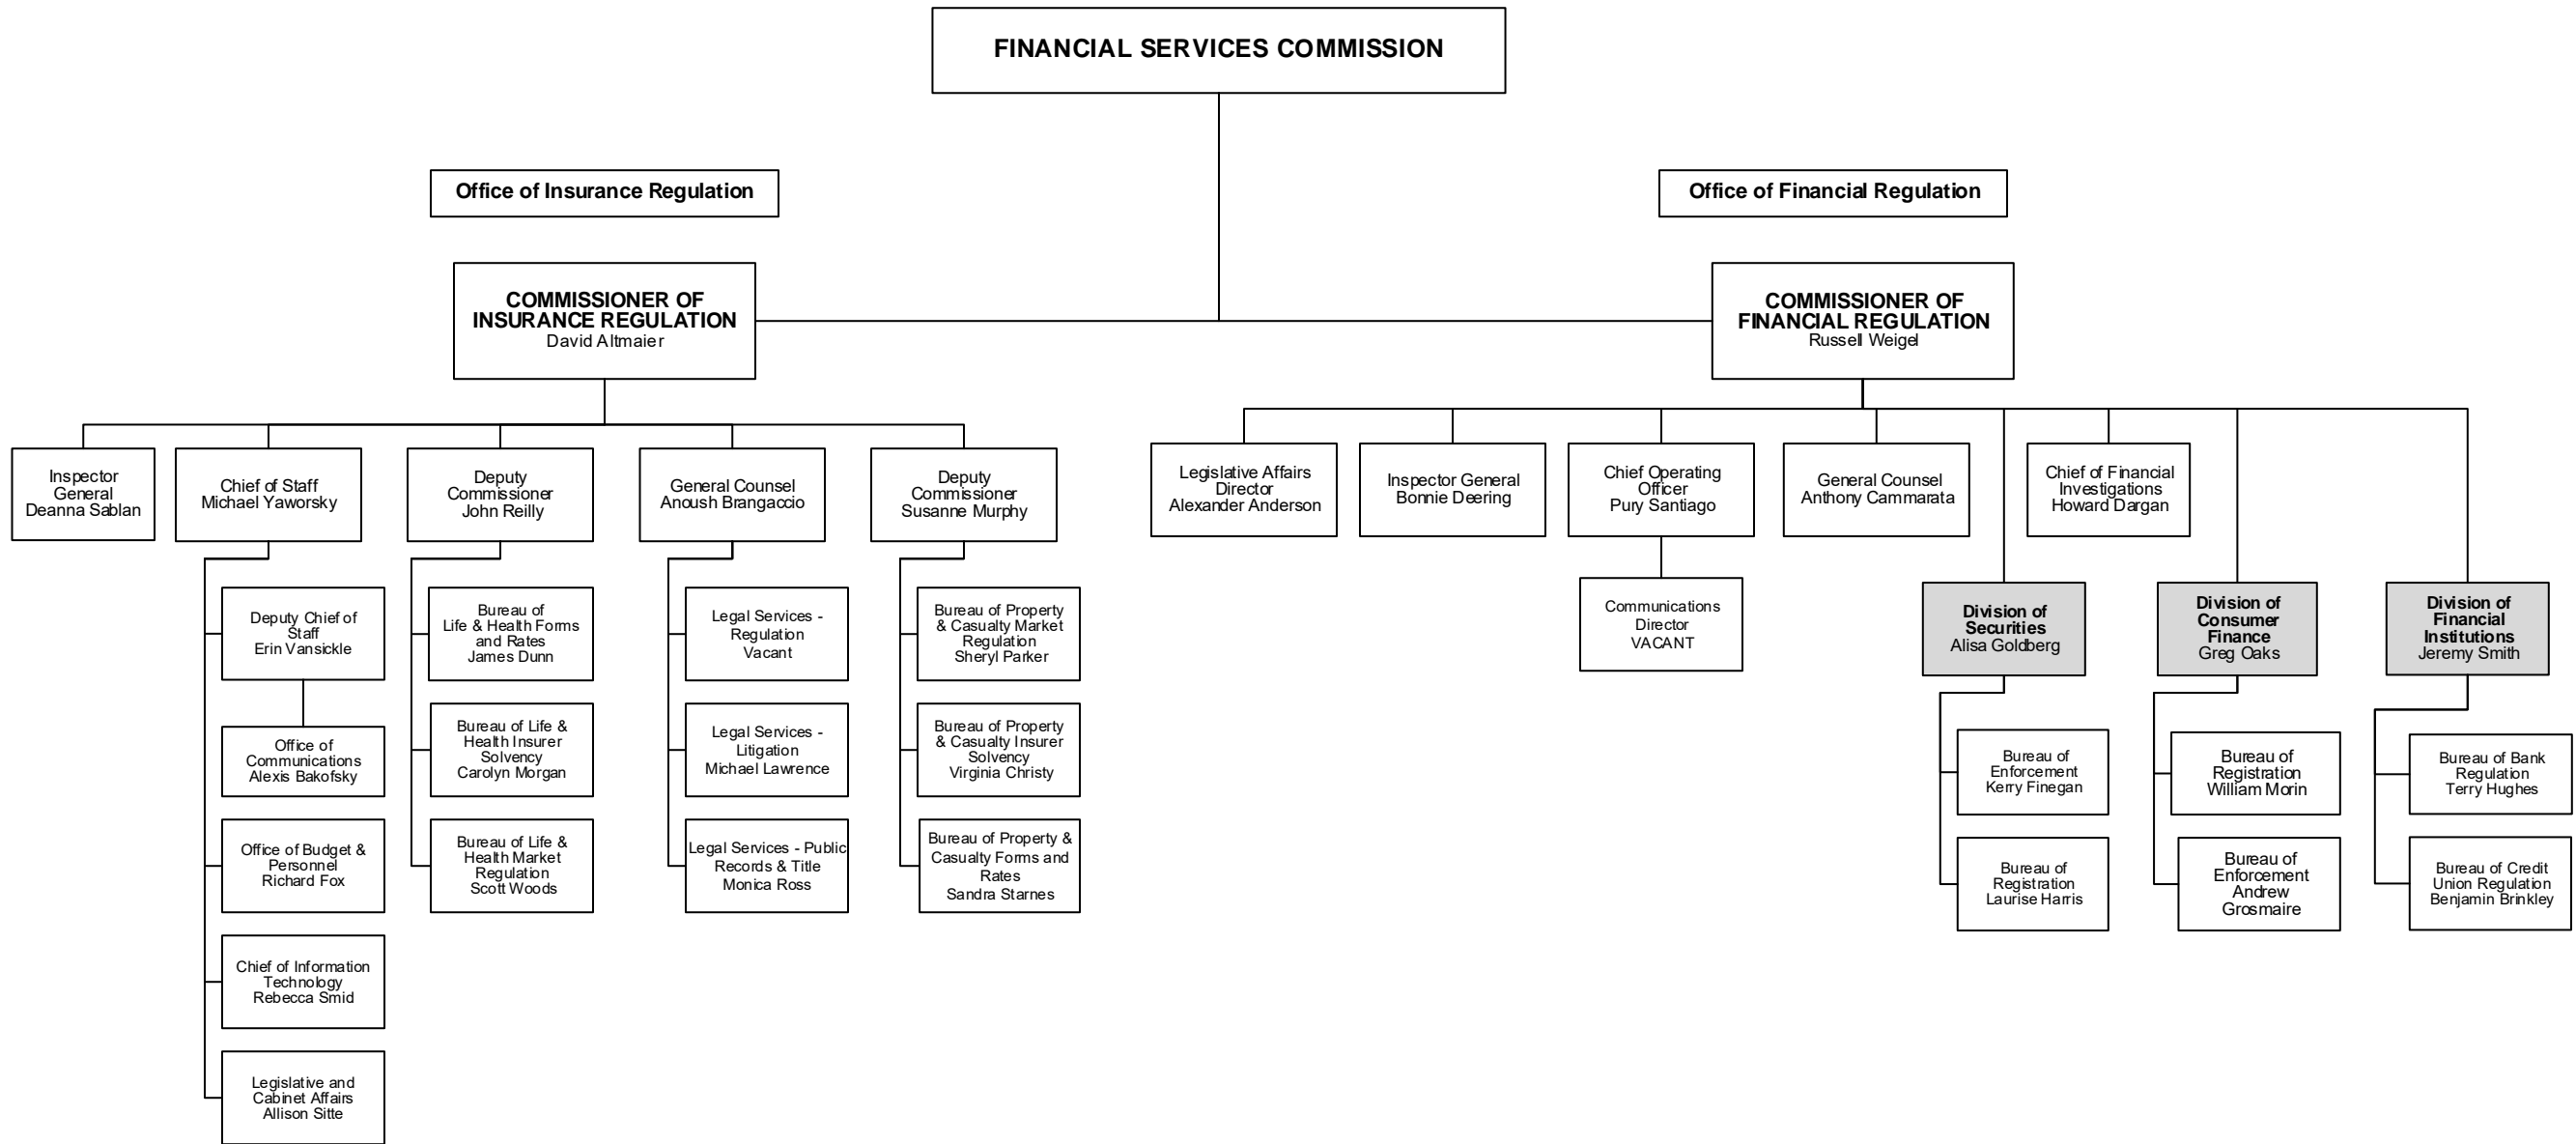 FINANCIAL SERVICES COMMISSION
Office of Insurance Regulation
Office of Financial Regulation
COMMISSIONER OF
INSURANCE REGULATION
David Altmaier
COMMISSIONER OF
FINANCIAL REGULATION
Russell Weigel
Inspector
General
Deanna Sablan
Chief of Staff
Michael Yaworsky
Deputy
Commissioner
John Reilly
General Counsel
Anoush Brangaccio
Deputy
Commissioner
Susanne Murphy
Legislative Affairs
Director
Alexander Anderson
Inspector General
Bonnie Deering
Chief Operating
Officer
Pury Santiago
General Counsel
Anthony Cammarata
Chief of Financial
Investigations
Howard Dargan
Deputy Chief of
Staff
Erin Vansickle
Office of
Communications
Alexis Bakofsky
Office of Budget &
Personnel
Richard Fox
Chief of Information
Technology
Rebecca Smid
Legislative and
Cabinet Affairs
Allison Sitte
Bureau of
Life & Health Forms
and Rates
James Dunn
Bureau of Life &
Health Insurer
Solvency
Carolyn Morgan
Bureau of Life &
Health Market
Regulation
Scott Woods
Legal Services -
Regulation
Vacant
Legal Services -
Litigation
Michael Lawrence
Legal Services - Public
Records & Title
Monica Ross
Bureau of Property
& Casualty Market
Regulation
Sheryl Parker
Bureau of Property
& Casualty Insurer
Solvency
Virginia Christy
Bureau of Property &
Casualty Forms and
Rates
Sandra Starnes
Communications
Director
VACANT
Division of
Securities
Alisa Goldberg
Division of
Consumer
Finance
Greg Oaks
Division of
Financial
Institutions
Jeremy Smith
Bureau of
Enforcement
Kerry Finegan
Bureau of
Registration
Laurise Harris
Bureau of
Registration
William Morin
Bureau of
Enforcement
Andrew
Grosmaire
Bureau of Bank
Regulation
Terry Hughes
Bureau of Credit
Union Regulation
Benjamin Brinkley